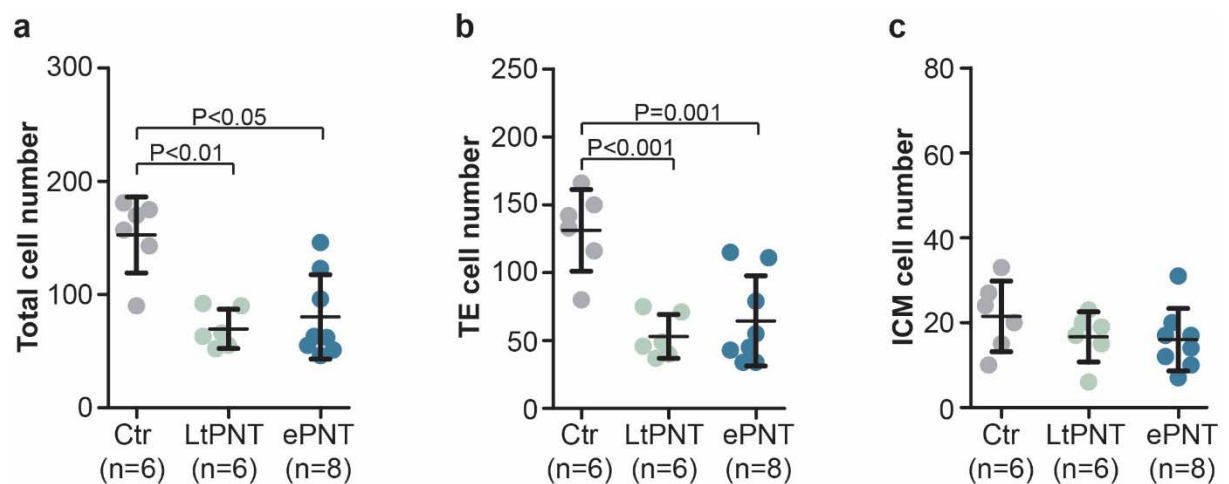 a
Total cell number
300
200
100
0
P<0.05
P<0.01
Ctr
(n=6)
LtPNT
(n=6)
ePNT
(n=8)
b
TE cell number
250
200
150
100
50
0
P=0.001
P<0.001
Ctr
(n=6)
LtPNT
(n=6)
ePNT
(n=8)
c
ICM cell number
80
60
40
20
0
Ctr
(n=6)
LtPNT
(n=6)
ePNT
(n=8)